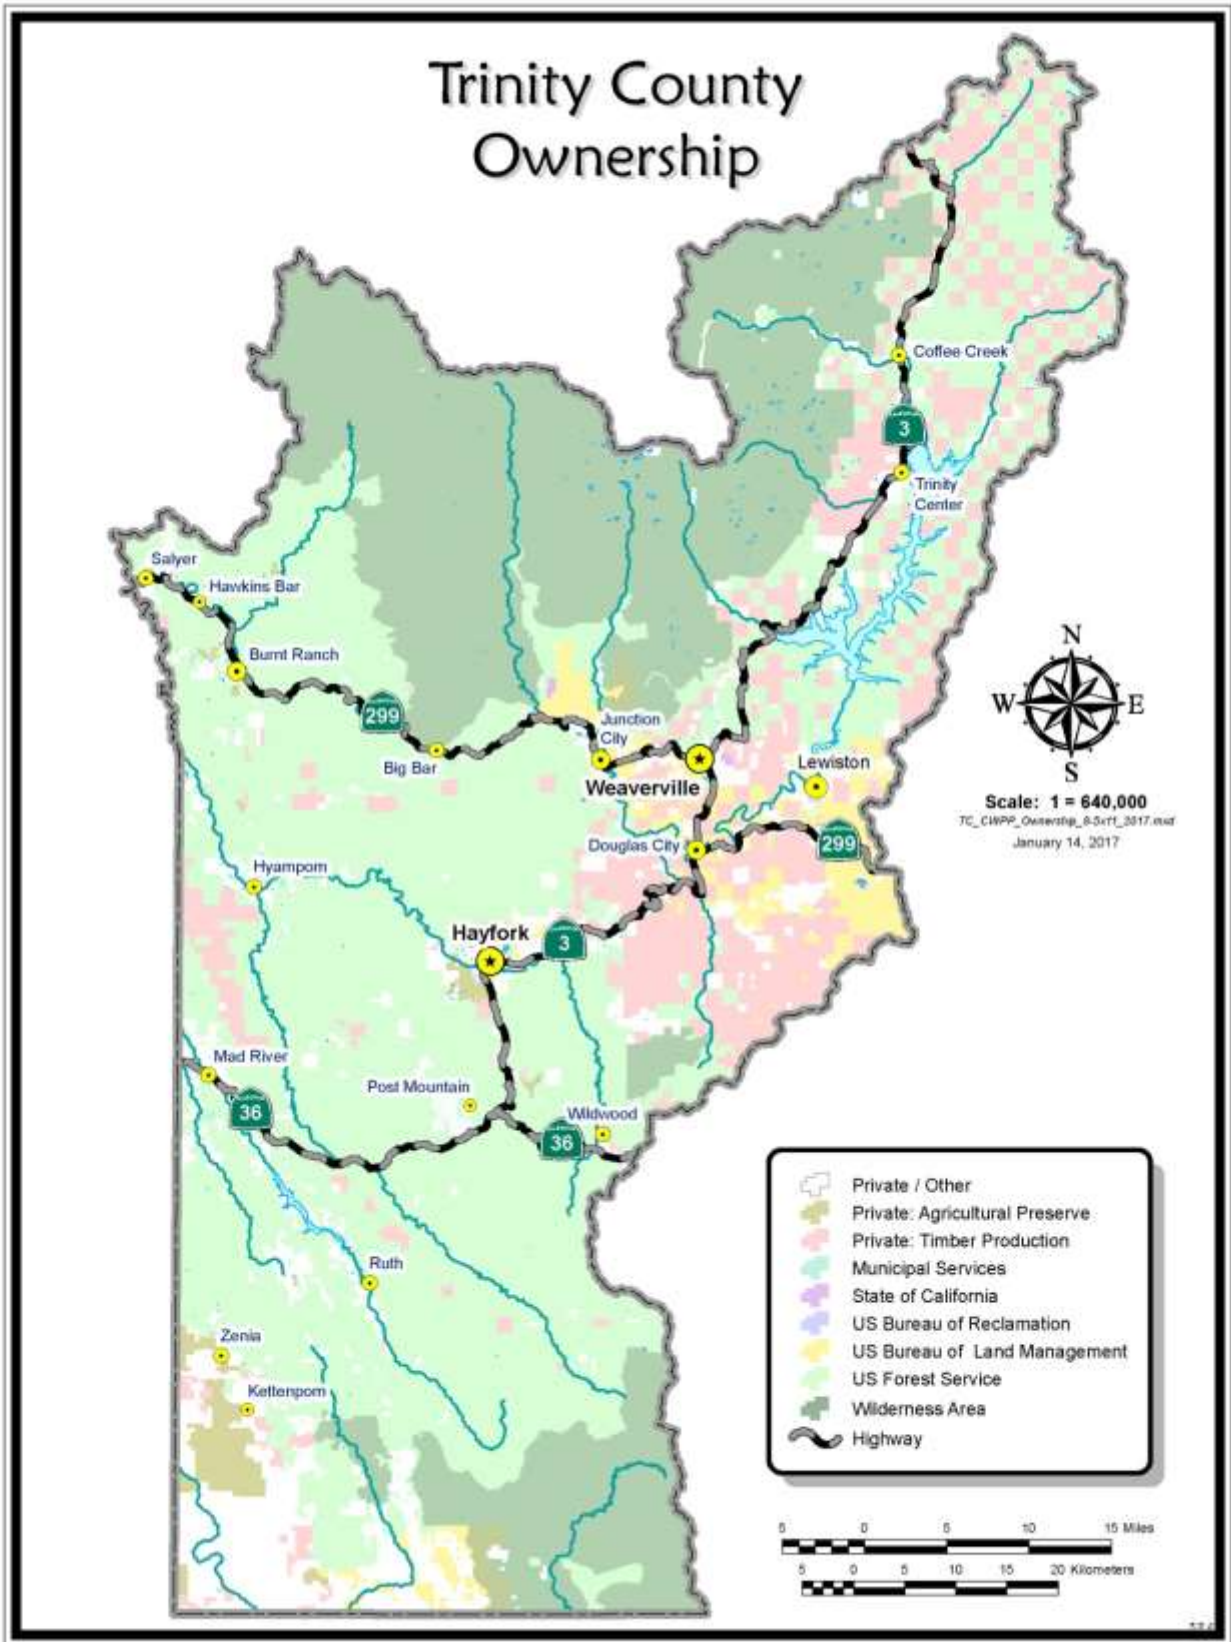 Trinity County
Ownership
Coffee Creek
3
Trinity
Center
Salyer
Hawkins Bar
Burnt Ranch
299
Big Bar
Junction
City
Weaverville
Lewiston
Douglas City
299
Hyampom
Hayfork
3
Mad River
36
Post Mountain
Wildwood
36
Ruth
Zenia
Kettenpom
N
W
E
S
Scale: 1 = 640,000
TC_CWPP_Ownership_8-5x11_2017.mxd
January 14, 2017
Private / Other
Private: Agricultural Preserve
Private: Timber Production
Municipal Services
State of California
US Bureau of Reclamation
US Bureau of Land Management
US Forest Service
Wilderness Area
Highway
5 0 5 10 15 Miles
5 0 5 10 15 20 Kilometers